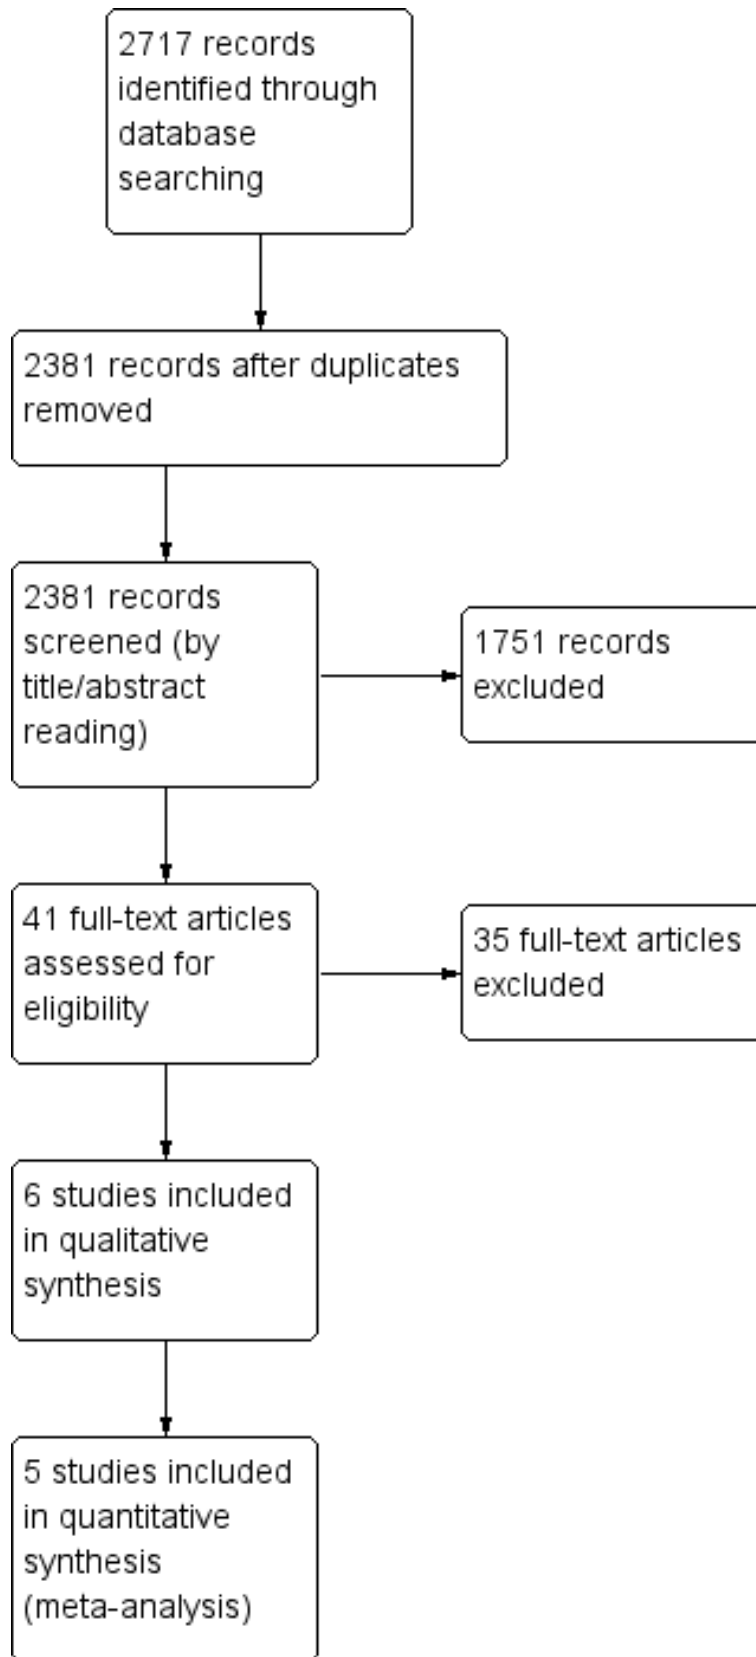 2717 records
identified through
database
searching
2381 records after duplicates
removed
2381 records
screened (by
title/abstract
reading)
1751 records
excluded
41 full-text articles
assessed for
eligibility
35 full-text articles
excluded
6 studies included
in qualitative
synthesis
5 studies included
in quantitative
synthesis
(meta-analysis)